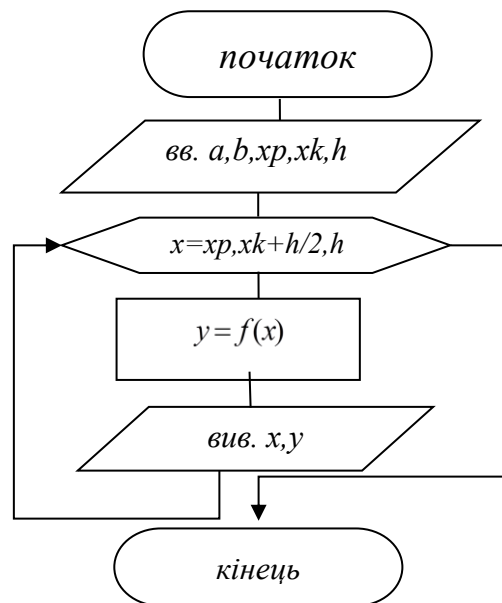 початок
вв. a,b,xp,xk,h
x=xp,xk+h/2,h
y = f(x)
вив. x,y
кінець